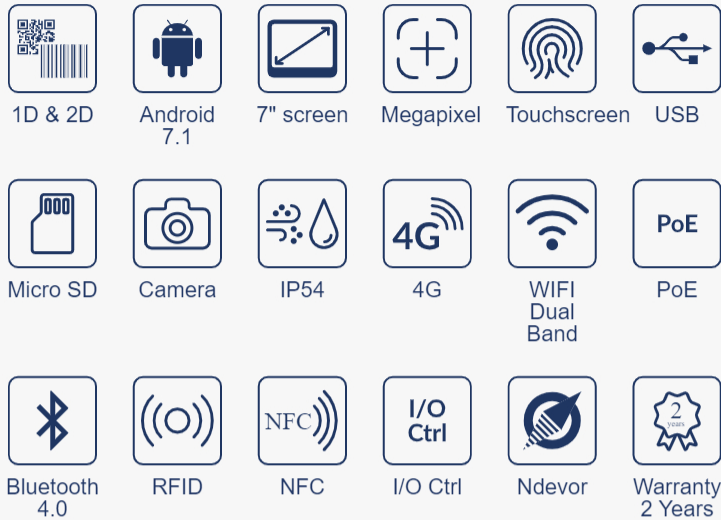 1D & 2D
Android
7.1
7" screen
Megapixel
Touchscreen
USB
4G
PoE
Micro SD
Camera
IP54
4G
WIFI
Dual
Band
PoE
NFC
I/O
Ctrl
2
years
Bluetooth
4.0
RFID
NFC
I/O Ctrl
Ndevor
Warranty
2 Years